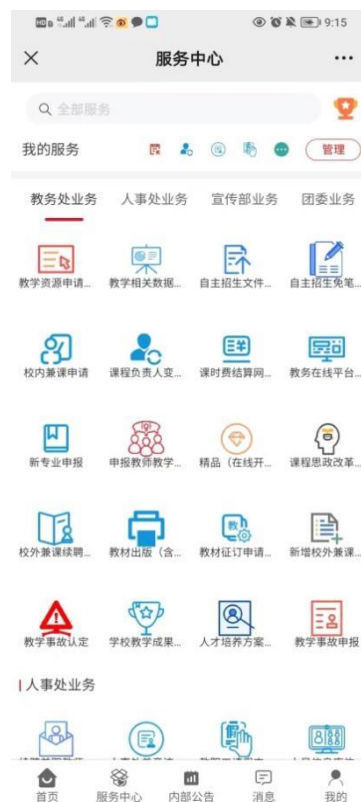 9:15
服务中心
全部服务
我的服务
管理
教务处业务 人事处业务 宣传部业务 团委业务
教学资源申请... 教学相关数据... 自主招生文件... 自主招生免笔...
校内兼课申请 课程负责人变... 课时费结算网... 教务在线平台...
新专业申报 申报教师教学... 精品（在线开... 课程思政改革...
校外兼课续聘... 教材出版（含... 教材征订申请... 新增校外兼课...
教学事故认定 学校教学成果... 人才培养方案... 教学事故申报
人事处业务
首页 服务中心 内部公告 消息 我的